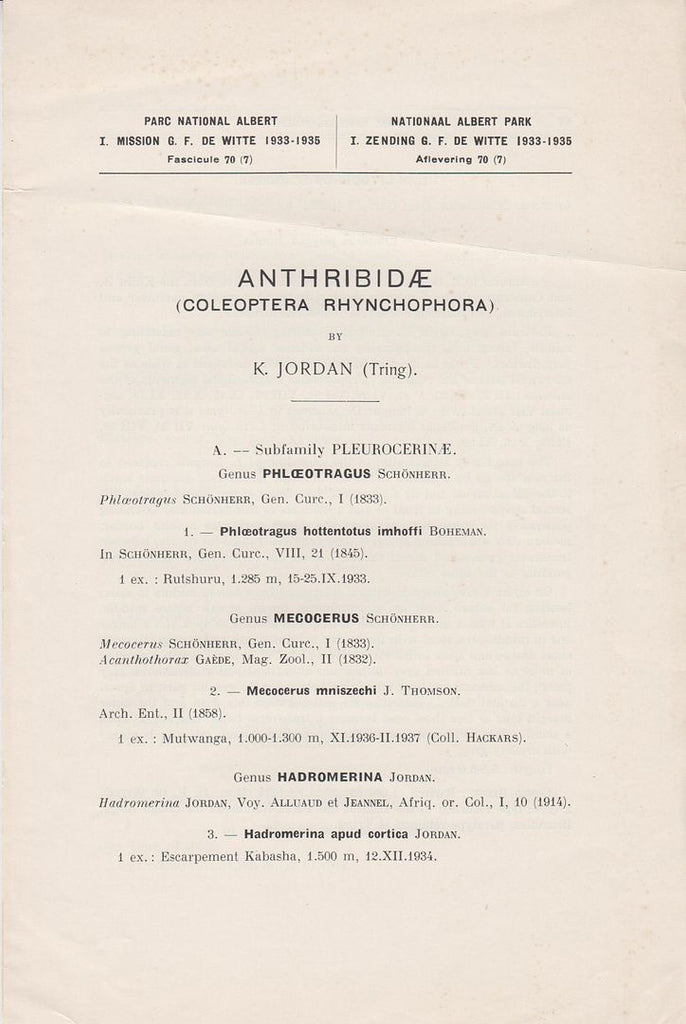 PARC NATIONAL ALBERT
I. MISSION G. F. DE WITTE 1933-1935
Fascicule 70 (7)
NATIONAAL ALBERT PARK
I. ZENDING G. F. DE WITTE 1933-1935
Aflevering 70 (7)
ANTHRIBIDÆ
(COLEOPTERA RHYNCHOPHORA)
BY
K. JORDAN (Tring).
A. — Subfamily PLEUROCERINÆ.
Genus PHLŒOTRAGUS SCHÖNHERR.
Phlœotragus SCHÖNHERR, Gen. Curc., I (1833).
1. — Phlœotragus hottentotus imhoffi BOHEMAN.
In SCHÖNHERR, Gen. Curc., VIII, 21 (1845).
1 ex. : Rutshuru, 1.285 m, 15-25.IX.1933.
Genus MECOCERUS SCHÖNHERR.
Mecocerus SCHÖNHERR, Gen. Curc., I (1833).
Acanthothorax GAËDE, Mag. Zool., II (1832).
2. — Mecocerus mniszechi J. THOMSON.
Arch. Ent., II (1858).
1 ex. : Mutwanga, 1.000-1.300 m, XI.1936-II.1937 (Coll. HACKARS).
Genus HADROMERINA JORDAN.
Hadromerina JORDAN, Voy. ALLUAUD et JEANNEL, Afriq. or. Col., I, 10 (1914).
3. — Hadromerina apud cortica JORDAN.
1 ex. : Escarpement Kabasha, 1.500 m, 12.XII.1934.